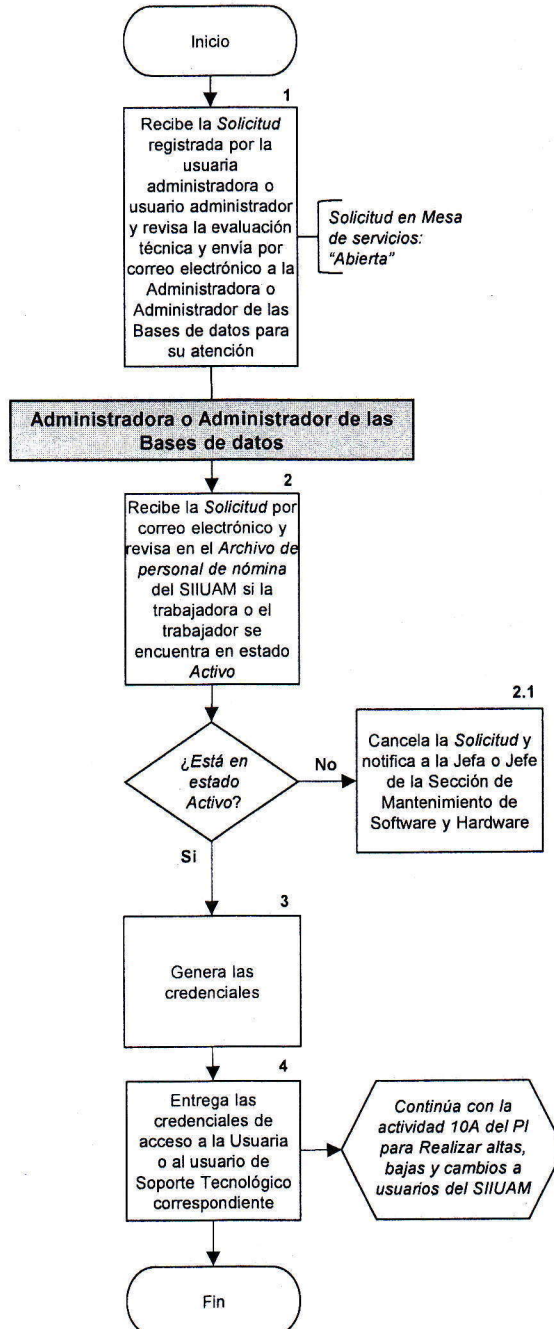 Inicio
1
Recibe la Solicitud
registrada por la
usuaria
administradora o
usuario administrador
y revisa la evaluación
técnica y envía por
correo electrónico a la
Administradora o
Administrador de las
Bases de datos para
su atención
Solicitud en Mesa
de servicios:
"Abierta"
Administradora o Administrador de las
Bases de datos
2
Recibe la Solicitud por
correo electrónico y
revisa en el Archivo de
personal de nómina
del SIIUAM si la
trabajadora o el
trabajador se
encuentra en estado
Activo
2.1
¿Está en
estado
Activo?
No
Cancela la Solicitud y
notifica a la Jefa o Jefe
de la Sección de
Mantenimiento de
Software y Hardware
Si
3
Genera las
credenciales
4
Entrega las
credenciales de
acceso a la Usuaria
o al usuario de
Soporte Tecnológico
correspondiente
Continúa con la
actividad 10A del PI
para Realizar altas,
bajas y cambios a
usuarios del SIIUAM
Fin